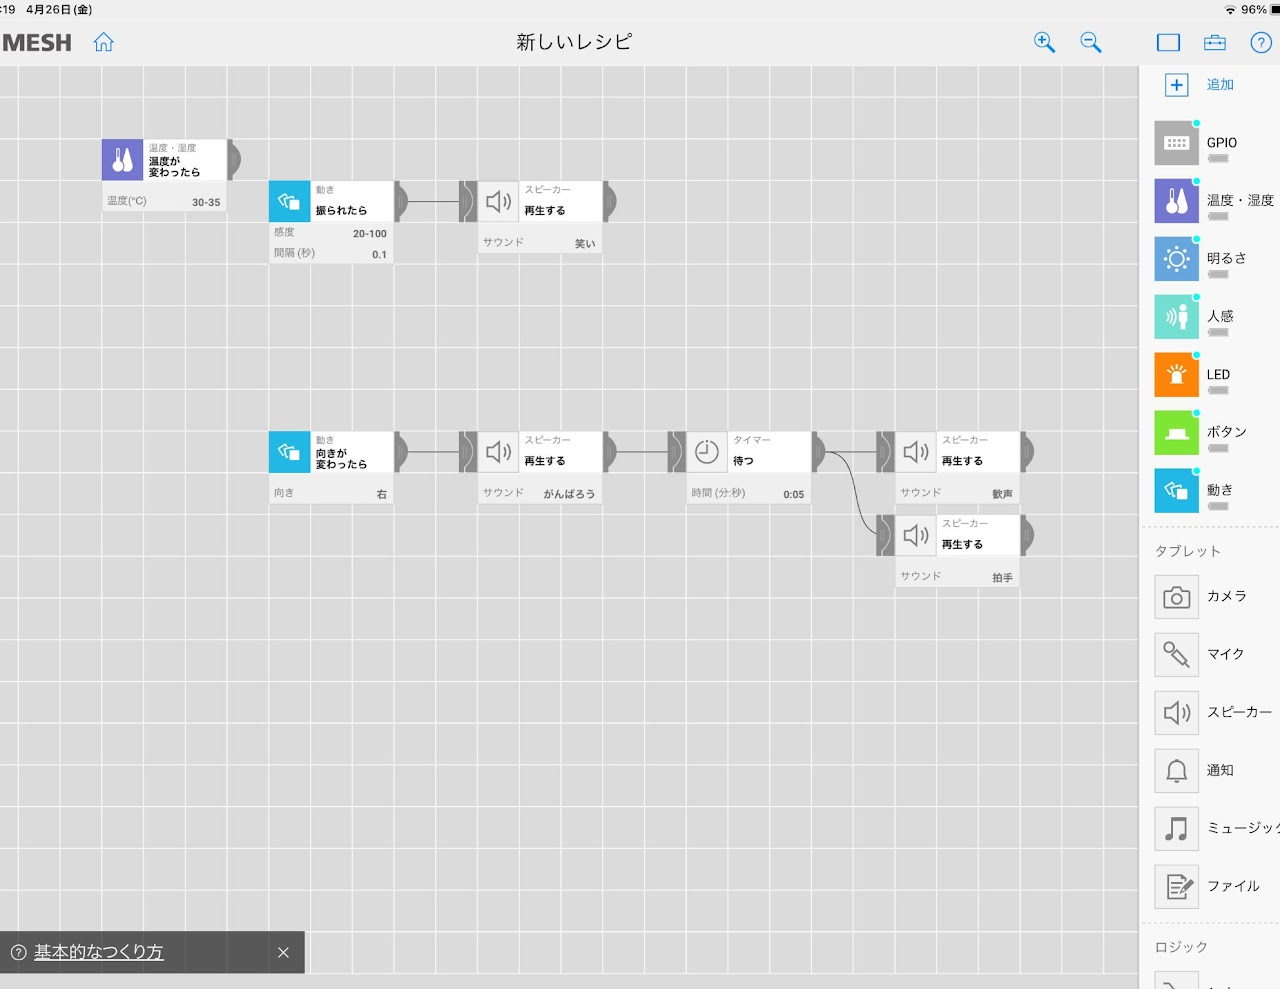 :19 4月26日(金)
96%
MESH
新しいレシピ
追加
温度・湿度
温度が
変わったら
温度(°C) 30-35
動き
振られたら
感度 20-100
間隔 (秒) 0.1
スピーカー
再生する
サウンド 笑い
動き
向きが
変わったら
向き 右
スピーカー
再生する
サウンド がんばろう
タイマー
待つ
時間 (分:秒) 0:05
スピーカー
再生する
サウンド 歓声
スピーカー
再生する
サウンド 拍手
GPIO
温度・湿度
明るさ
人感
LED
ボタン
動き
タブレット
カメラ
マイク
スピーカー
通知
ミュージック
ファイル
ロジック
基本的なつくり方